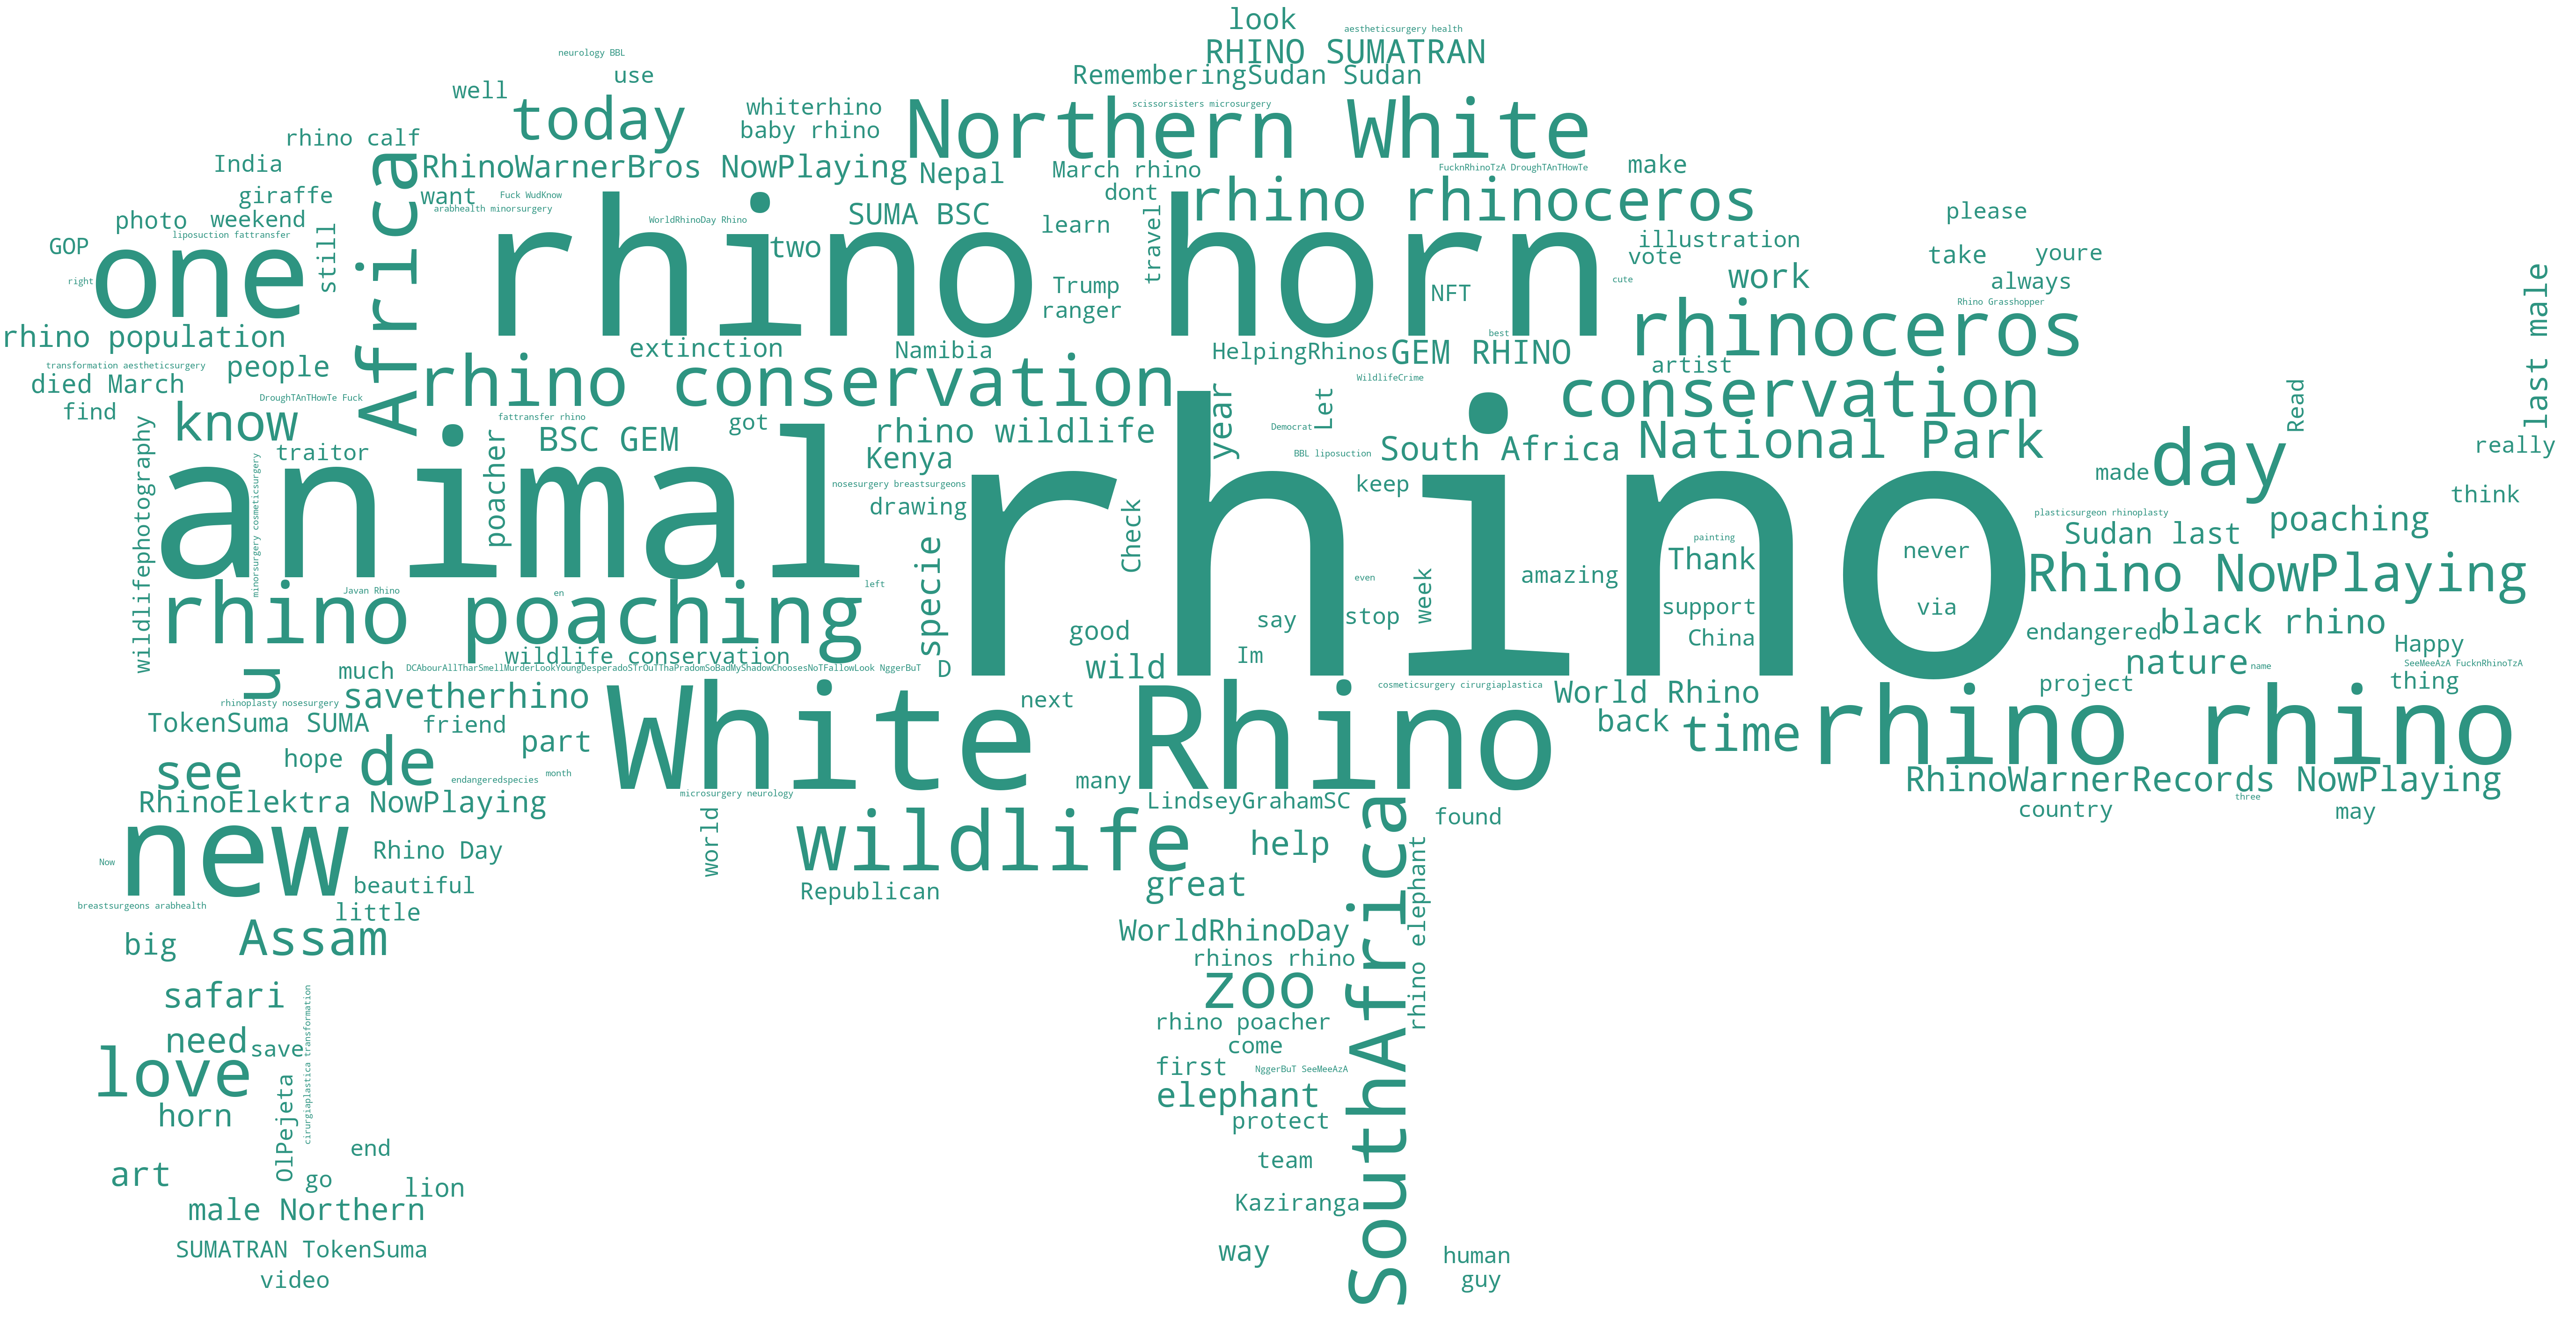 look
aestheticsurgery health
RHINO SUMATRAN
neurology BBL
use
RememberingSudan Sudan
well
today
whiterhino
scissorsisters microsurgery
Northern White
baby rhino
rhino calf
India
Africa
RhinoWarnerBros NowPlaying
Nepal
March rhino
FucknRhinoTzA DroughTAnTHowTe
make
giraffe
want
Fuck WudKnow
dont
rhino rhinoceros
photo
weekend
arabhealth minorsurgery
WorldRhinoDay Rhino
SUMA BSC
learn
travel
please
liposuction fattransfer
still
GOP
one
two
rhino horn
illustration
vote
take
youre
right
Trump
NFT
cute
work
always
last male
ranger
Rhino Grasshopper
rhinoceros
rhino population
extinction
Namibia
HelpingRhinos
GEM RHINO
best
transformation aestheticsurgery
people
artist
died March
rhino conservation
WildlifeCrime
conservation
DroughTAnTHowTe Fuck
find
know
fattransfer rhino
got
year
Let
Read
wildlifephotography
traitor
poacher
BSC GEM
rhino wildlife
Democrat
National Park
really
Kenya
BBL liposuction
South Africa
day
minorsurgery cosmeticsurgery
animal
nosesurgery breastsurgeons
keep
made
think
drawing
rhino
plasticsurgeon rhinoplasty
poaching
Check
Sudan last
painting
specie
Thank
never
Rhino NowPlaying
Javan Rhino
en
left
even
week
amazing
rhino poaching
say
stop
support
via
black rhino
good
China
endangered
Happy
wildlife conservation
Im
nature
name
SeeMeeAzA FucknRhinoTzA
u
much
DCAbourAllTharSmellMurderLookYoungDesperadoSTrOuTThaPradomSoBadMyShadowChoosesNoTFallowLook NggerBuT
D
wild
thing
project
cosmeticsurgery cirurgiaplastica
World Rhino
rhinoplasty nosesurgery
savetherhino
next
TokenSuma SUMA
friend
White Rhino
back
time
rhino rhino
part
hope
see
de
endangeredspecies
month
many
RhinoWarnerRecords NowPlaying
microsurgery neurology
RhinoElektra NowPlaying
LindseyGrahamSC
three
country
may
found
new
world
wildlife
help
Rhino Day
SouthAfrica
rhino elephant
Now
beautiful
Republican
great
breastsurgeons arabhealth
little
Assam
WorldRhinoDay
big
rhinos rhino
zoo
safari
cirurgiaplastica transformation
rhino poacher
need
save
come
love
first
NggerBuT SeeMeeAzA
elephant
horn
OlPejeta
protect
end
team
art
go
lion
Kaziranga
male Northern
SUMATRAN TokenSuma
way
human
video
guy